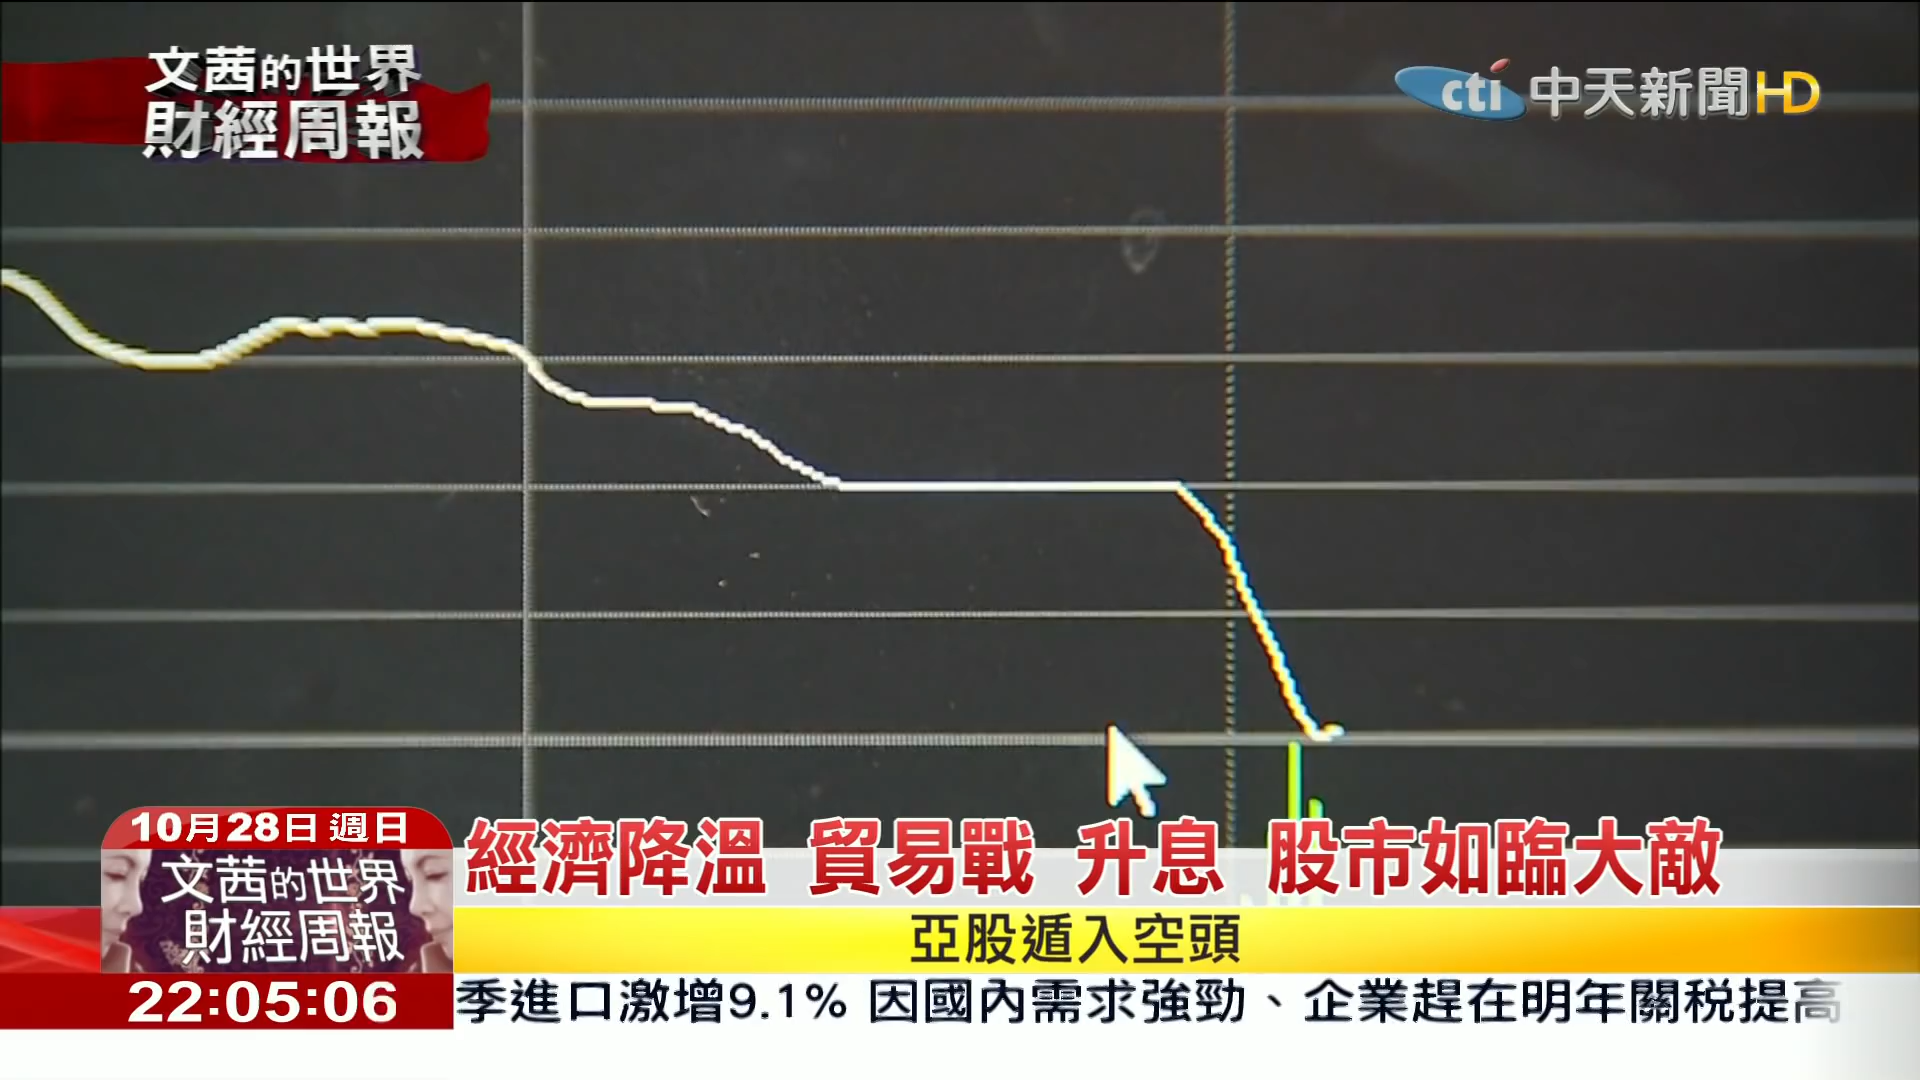 文茜的世界
財經周報
cti 中天新聞HD
10月28日 週日
文茜的世界
財經周報
經濟降溫 貿易戰 升息 股市如臨大敵
亞股遁入空頭
22:05:06
季進口激增9.1% 因國內需求強勁、企業趕在明年關稅提高